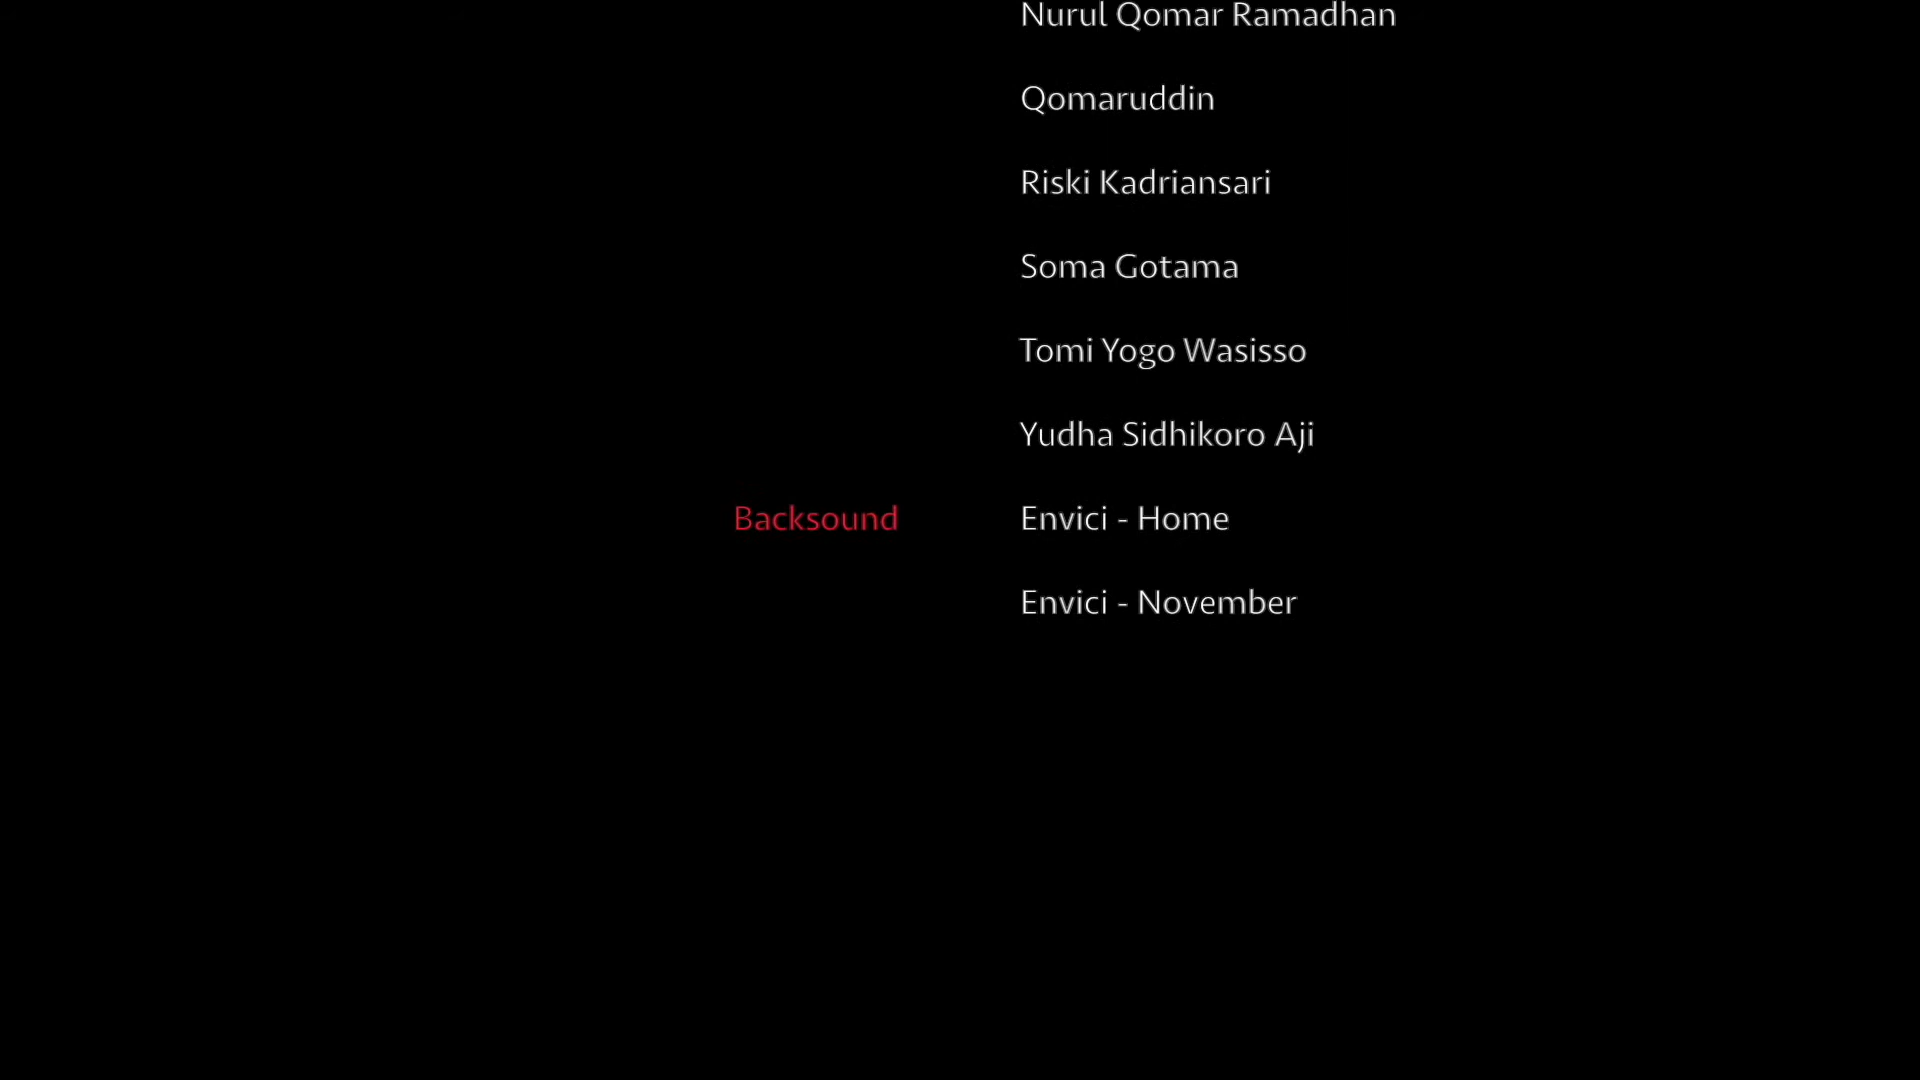 Nurul Qomar Ramadhan
Qomaruddin
Riski Kadriansari
Soma Gotama
Tomi Yogo Wasisso
Yudha Sidhikoro Aji
Backsound Envici - Home
Envici - November